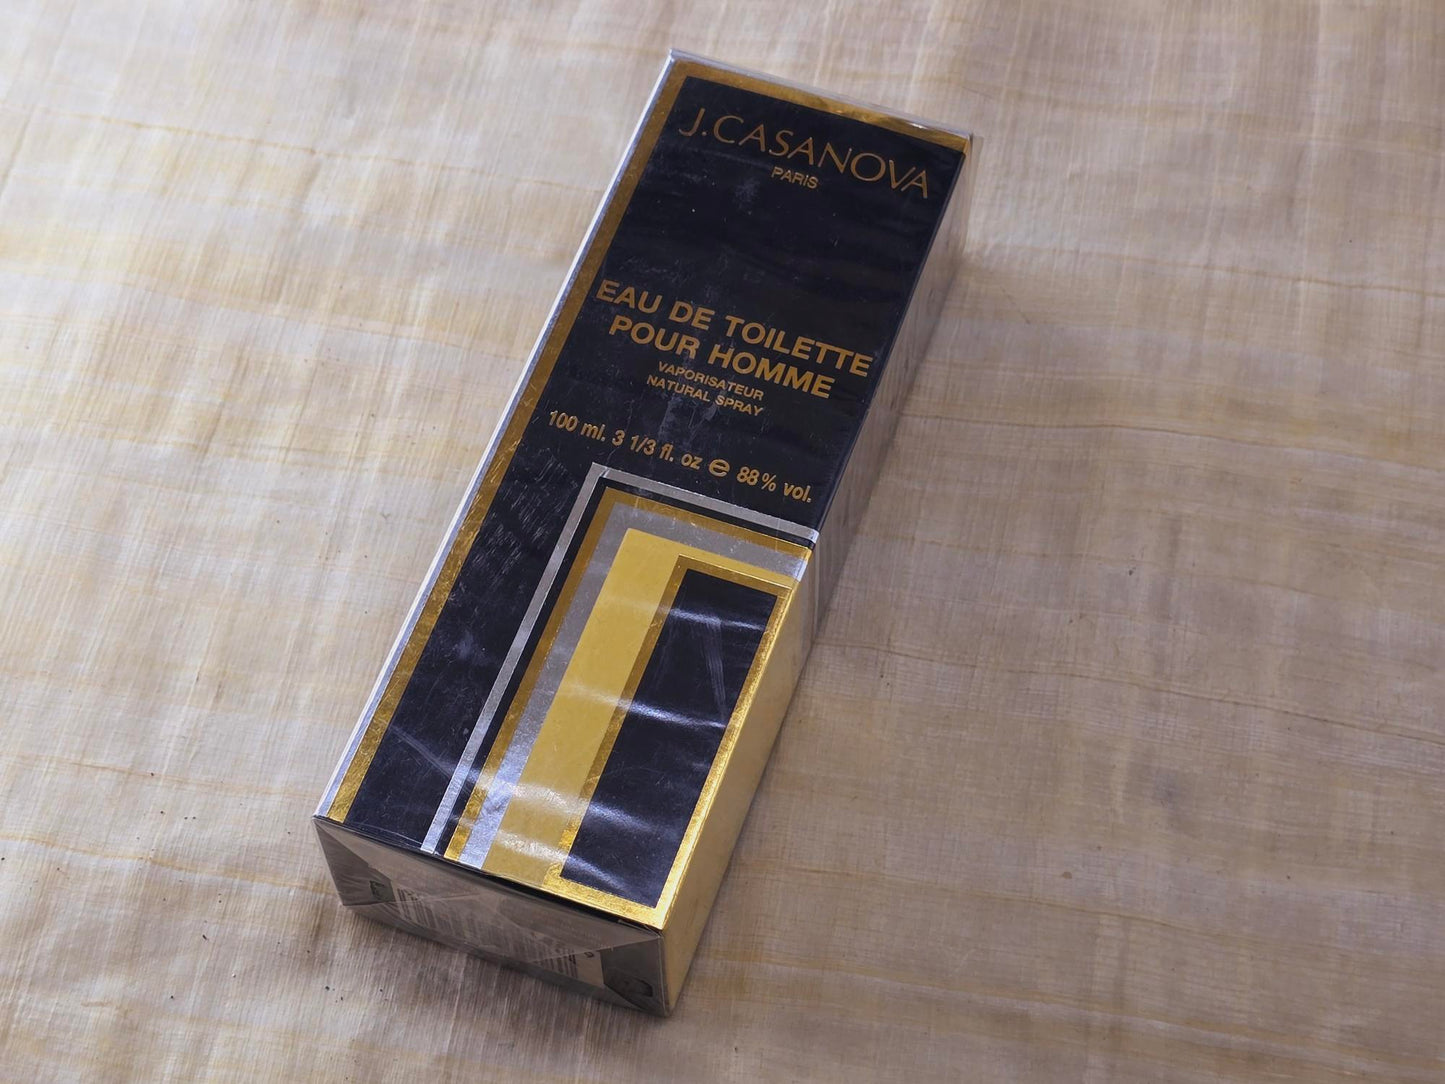 J.CASANOVA
PARIS
EAU DE TOILETTE
POUR HOMME
VAPORISATEUR
NATURAL SPRAY
100 ml. 3 1/3 fl. oz ℮ 88% vol.